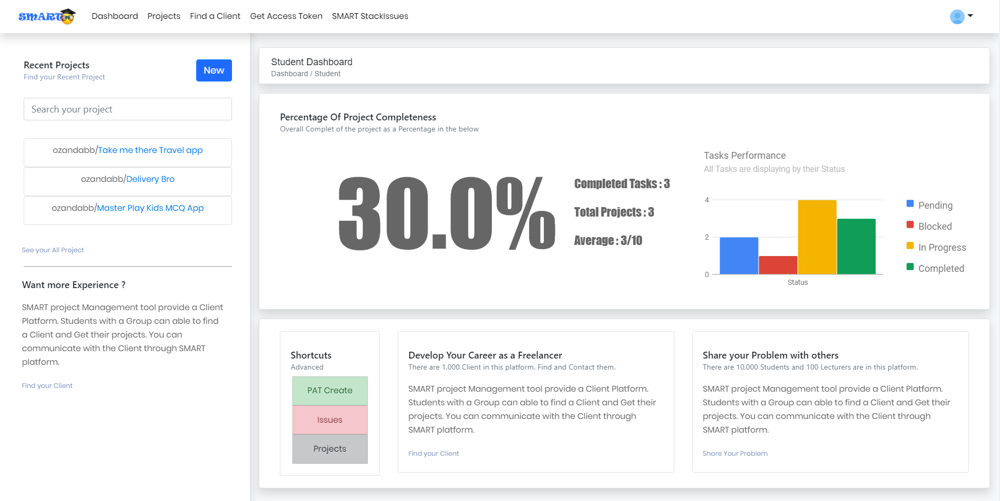 SMART
Dashboard
Projects
Find a Client
Get Access Token
SMART StackIssues
Recent Projects
Find your Recent Project
New
Search your project
ozandabb/Take me there Travel app
ozandabb/Delivery Bro
ozandabb/Master Play Kids MCQ App
See your All Project
Want more Experience ?
SMART project Management tool provide a Client
Platform. Students with a Group can able to find
a Client and Get their projects. You can
communicate with the Client through SMART
platform.
Find your Client
Student Dashboard
Dashboard / Student
Percentage Of Project Completeness
Overall Complet of the project as a Percentage in the below
30.0%
Completed Tasks : 3
Total Projects : 3
Average : 3/10
Tasks Performance
All Tasks are displaying by their Status
4
2
0
Status
Pending
Blocked
In Progress
Completed
Shortcuts
Advanced
PAT Create
Issues
Projects
Develop Your Career as a Freelancer
There are 1,000 Client in this platform. Find and Contact them.
SMART project Management tool provide a Client Platform.
Students with a Group can able to find a Client and Get their
projects. You can communicate with the Client through
SMART platform.
Find your Client
Share your Problem with others
There are 10,000 Students and 100 Lecturers are in this platform.
SMART project Management tool provide a Client Platform.
Students with a Group can able to find a Client and Get their
projects. You can communicate with the Client through
SMART platform.
Share Your Problem